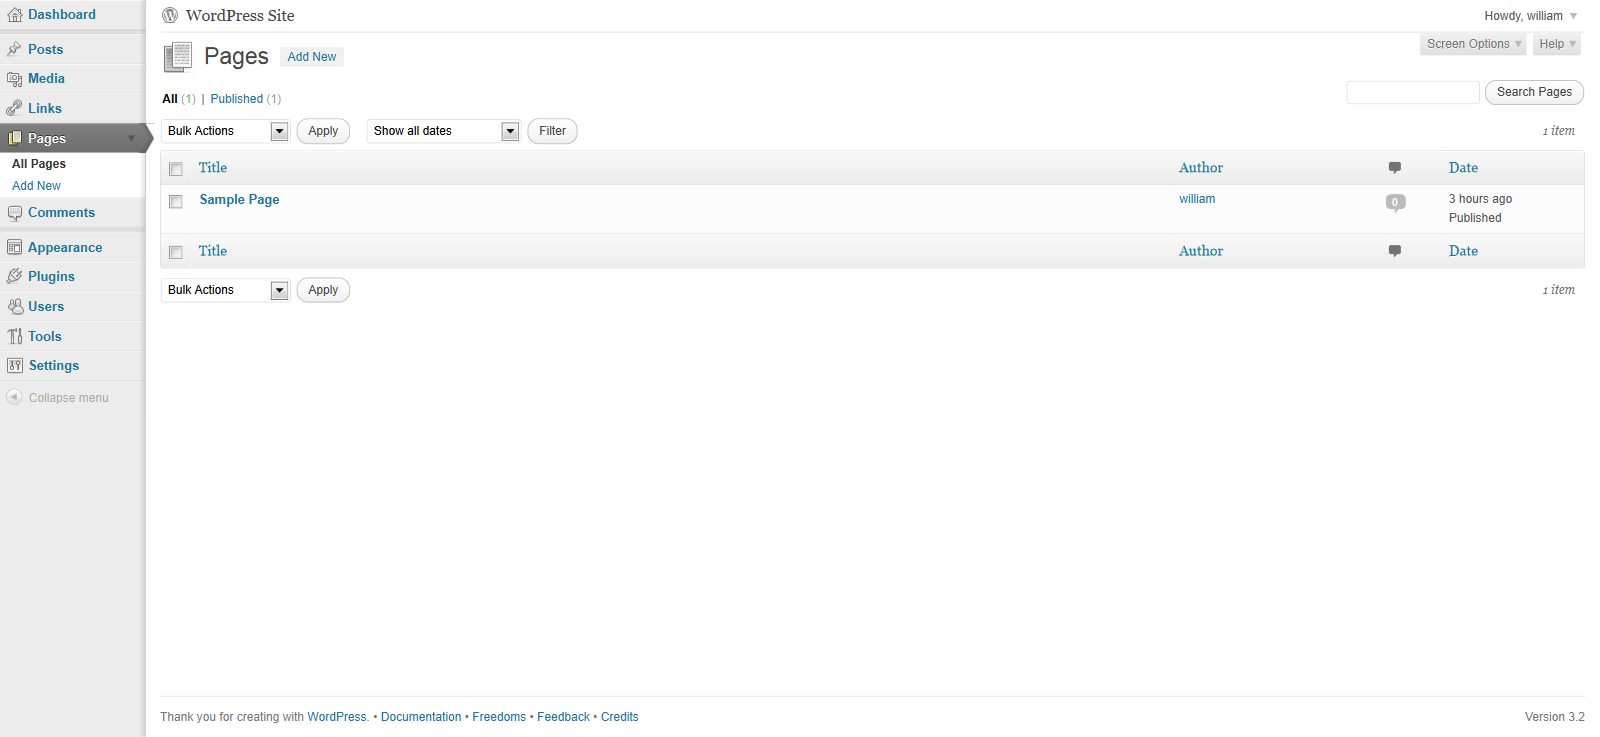 Dashboard
Posts
Media
Links
Pages
All Pages
Add New
Comments
Appearance
Plugins
Users
Tools
Settings
Collapse menu
WordPress Site
Howdy, william
Pages Add New
Screen Options Help
All (1) | Published (1)
Search Pages
Bulk Actions Apply Show all dates Filter
1 item
Title Author Date
Sample Page william 0 3 hours ago
Published
Title Author Date
Bulk Actions Apply
1 item
Thank you for creating with WordPress. • Documentation • Freedoms • Feedback • Credits
Version 3.2